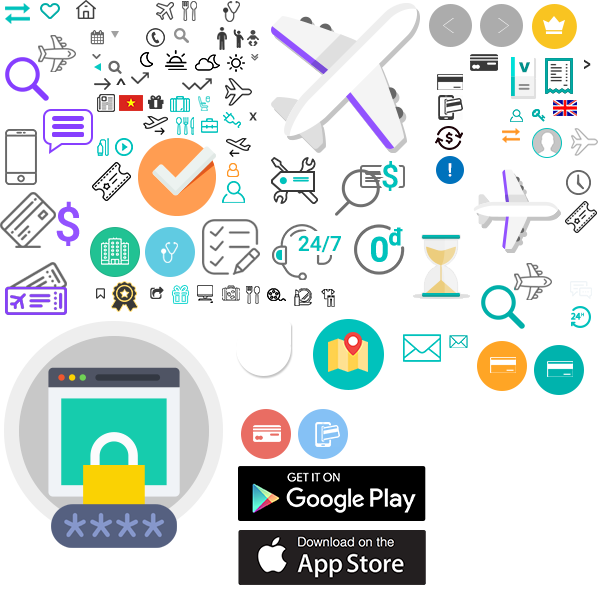 V
$
!
$
$
24/7
0đ
24"
****
GET IT ON
Google Play
Download on the
App Store